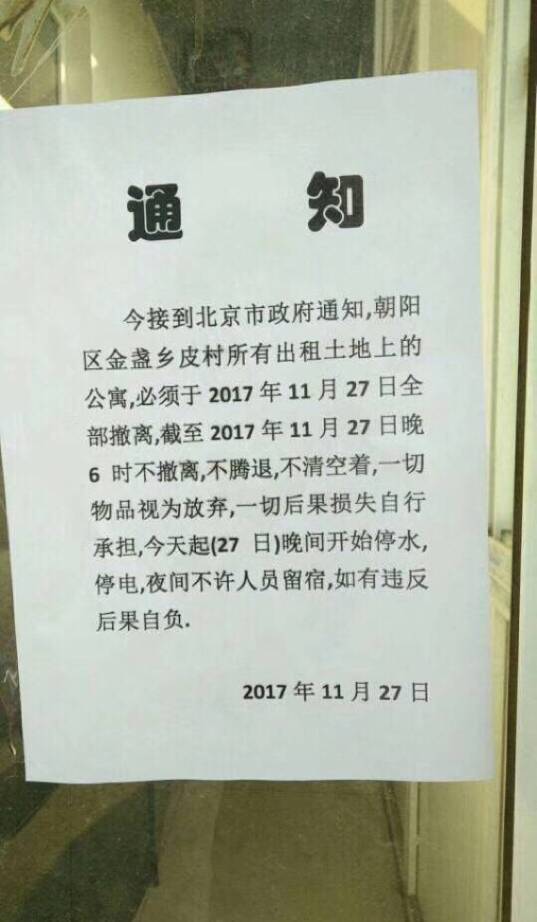 通 知
今接到北京市政府通知,朝阳
区金盏乡皮村所有出租土地上的
公寓,必须于 2017 年 11 月 27 日全
部撤离,截至 2017 年 11 月 27 日晚
6 时不撤离,不腾退,不清空着,一切
物品视为放弃,一切后果损失自行
承担,今天起(27 日)晚间开始停水,
停电,夜间不许人员留宿,如有违反
后果自负.
2017 年 11 月 27 日